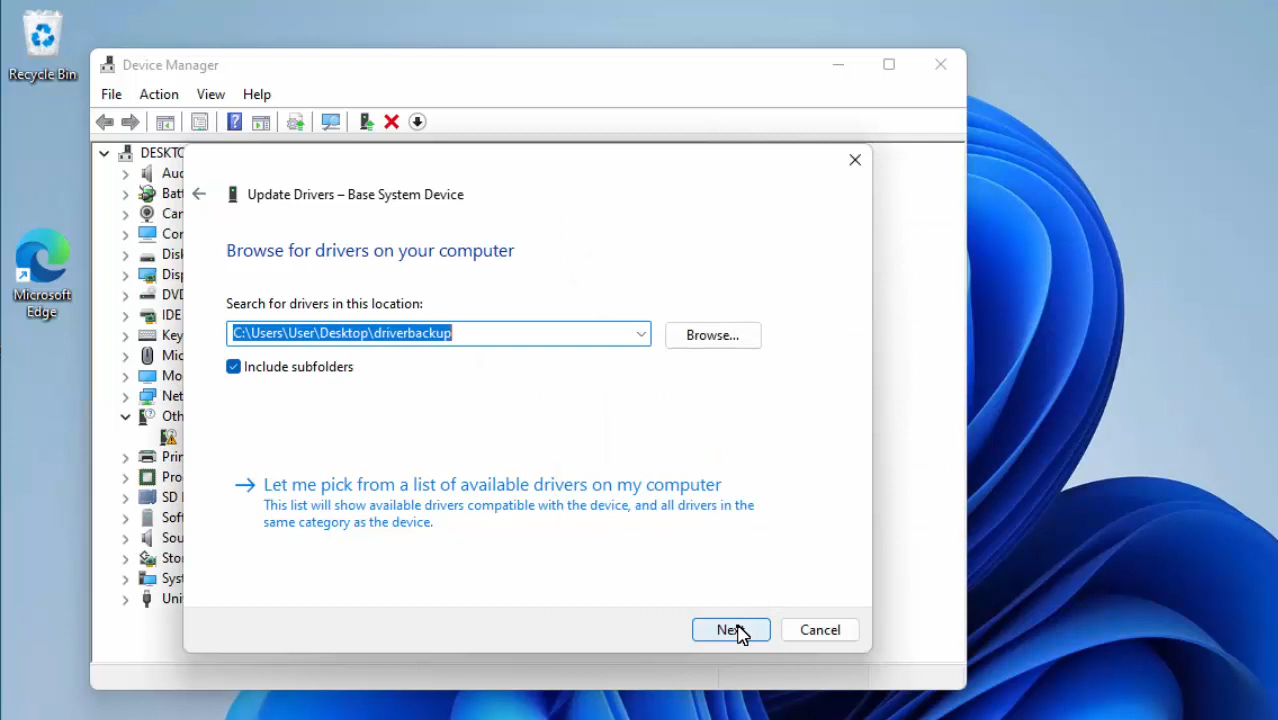 Recycle Bin
Device Manager
File Action View Help
DESKTO
Aud
Batt
Can
Con
Disk
Disp
DVD
IDE
Key
Mic
Mo
Net
Oth
Prin
Pro
SD
Soft
Sou
Stor
Syst
Uni
Update Drivers – Base System Device
Browse for drivers on your computer
Search for drivers in this location:
C:\Users\User\Desktop\driverbackup
Browse...
Include subfolders
Let me pick from a list of available drivers on my computer
This list will show available drivers compatible with the device, and all drivers in the
same category as the device.
Next
Cancel
Microsoft
Edge